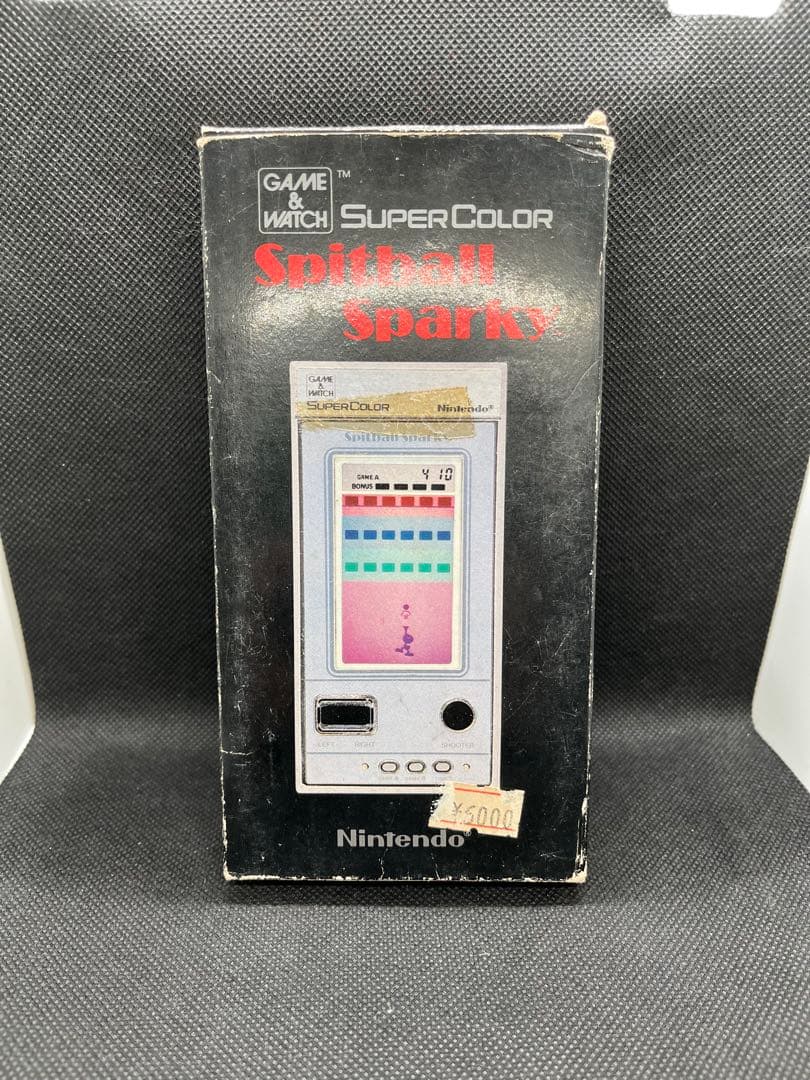 GAME
&
WATCH
™
SUPER COLOR
Spitball
Sparky
GAME
&
WATCH
SUPER COLOR
Nintendo®
Spitball Sparky
GAME A
410
BONUS
LEFT
RIGHT
SHOOTER
¥5000
Nintendo®